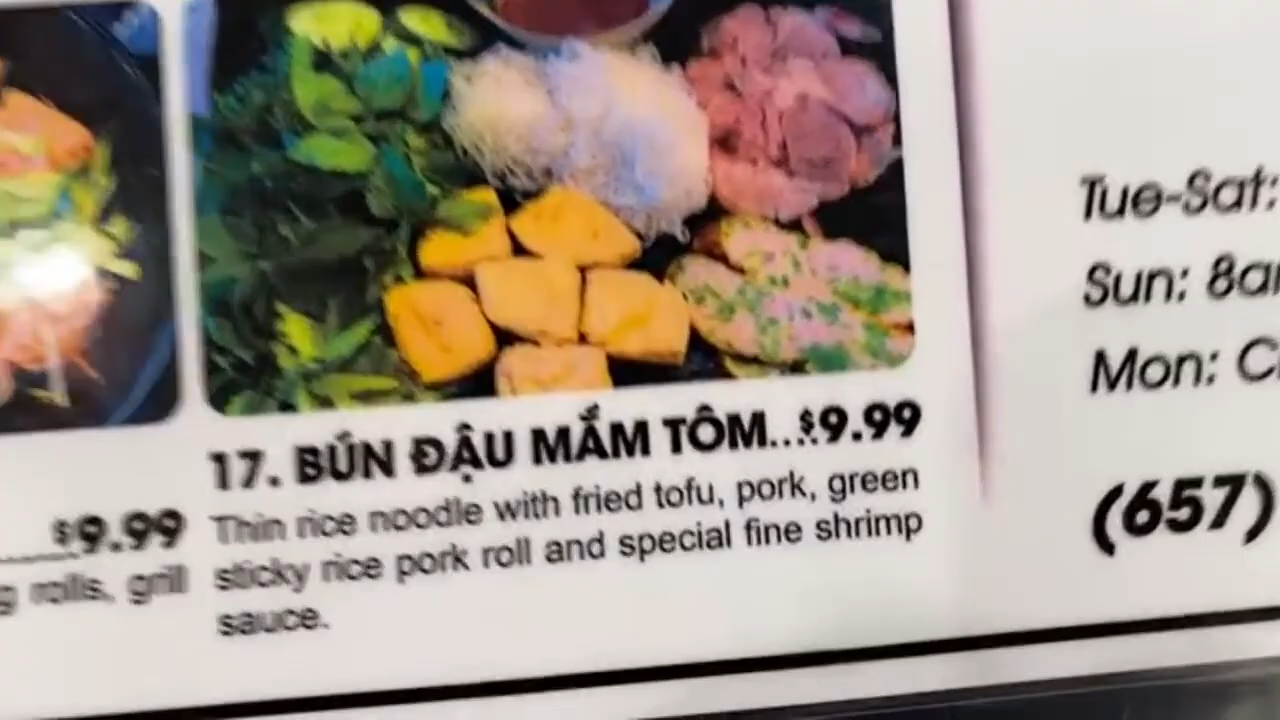 17. BÚN ĐẬU MẮM TÔM...$9.99
Thin rice noodle with fried tofu, pork, green
sticky rice pork roll and special fine shrimp
sauce.
$9.99
rolls, grill
Tue-Sat:
Sun:
Mon:
(657)